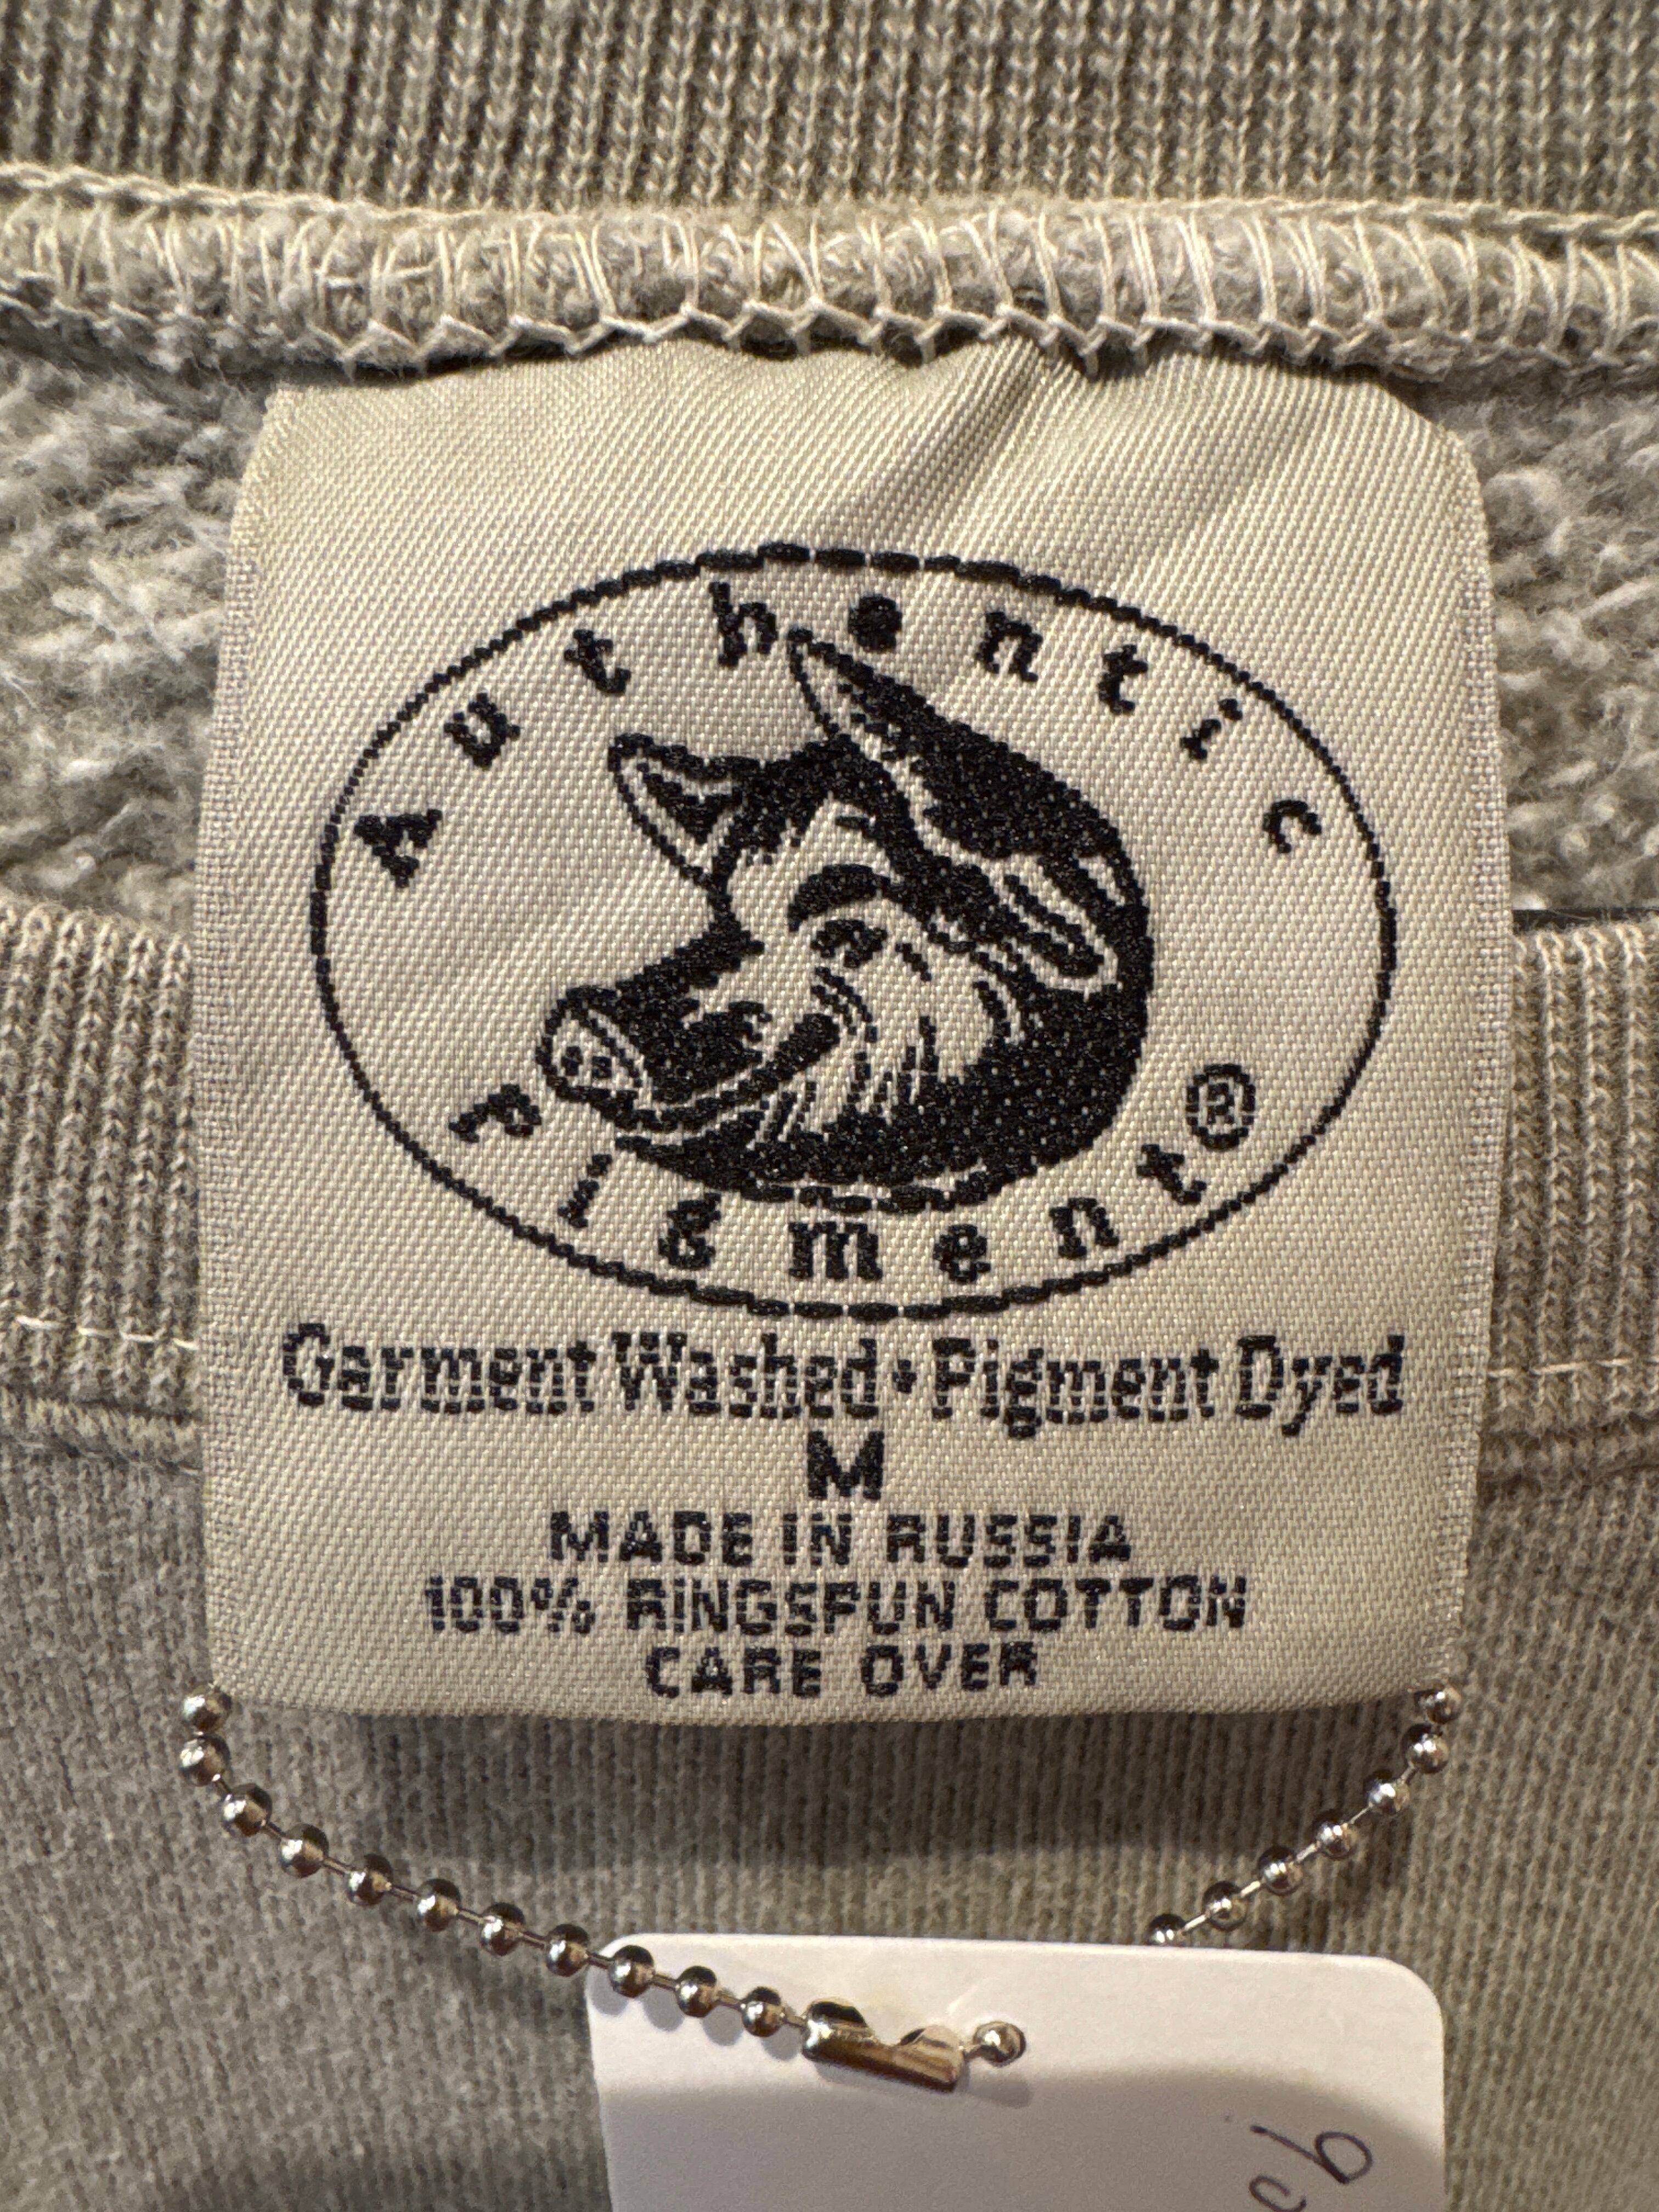 Authentic
Pigment®
Garment Washed • Pigment Dyed
M
MADE IN RUSSIA
100% RINGSPUN COTTON
CARE OVER